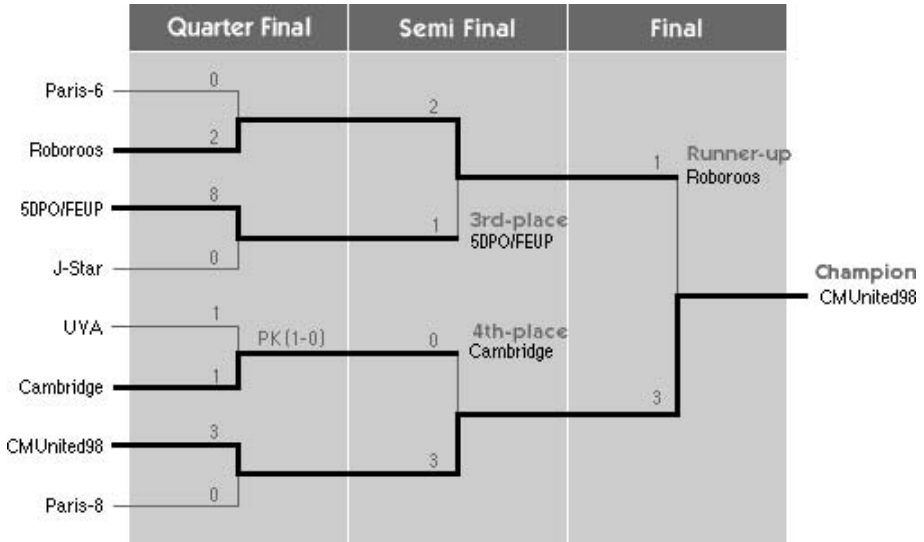 Quarter Final
Semi Final
Final
0
Paris-6
2
2
Roboroos
1
Runner-up
Roboroos
8
5DPO/FEUP
1
3rd-place
5DPO/FEUP
0
J-Star
Champion
CMUnited98
1
UVA
PK(1-0)
0
4th-place
Cambridge
1
Cambridge
3
3
CMUnited98
3
0
Paris-8